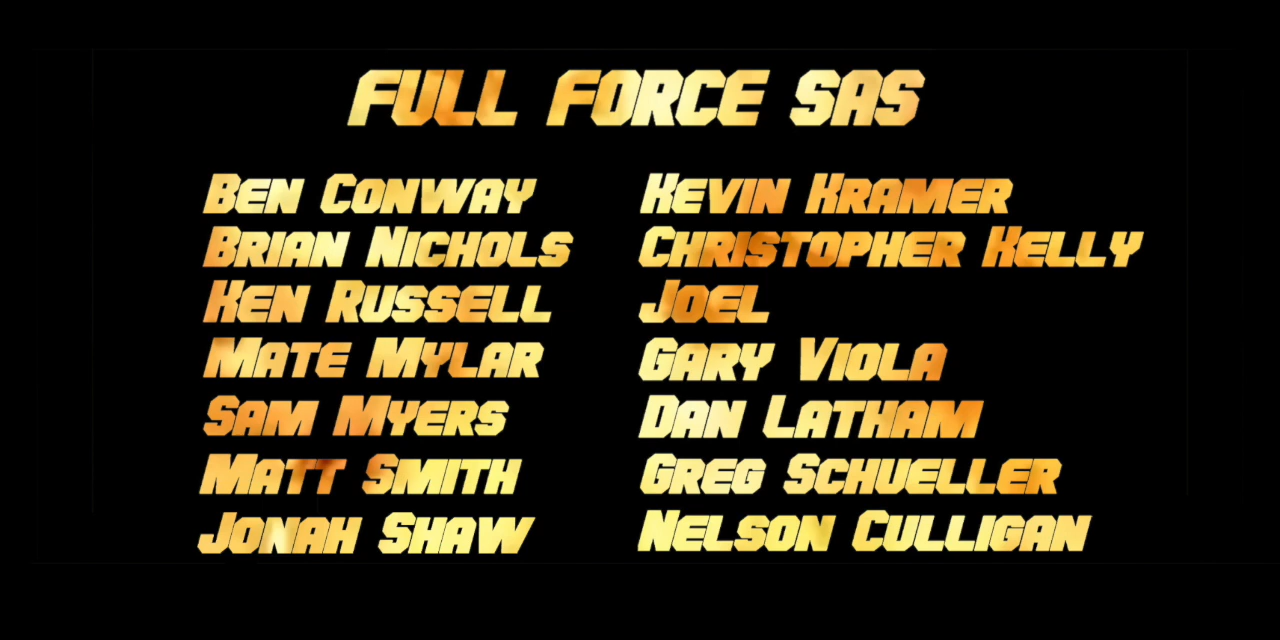 FULL FORCE SAS
BEN CONWAY
BRIAN NICHOLS
KEN RUSSELL
MATE MYLAR
SAM MYERS
MATT SMITH
JONAH SHAW
KEVIN KRAMER
CHRISTOPHER KELLY
JOEL
GARY VIOLA
DAN LATHAM
GREG SCHUELLER
NELSON CULLIGAN